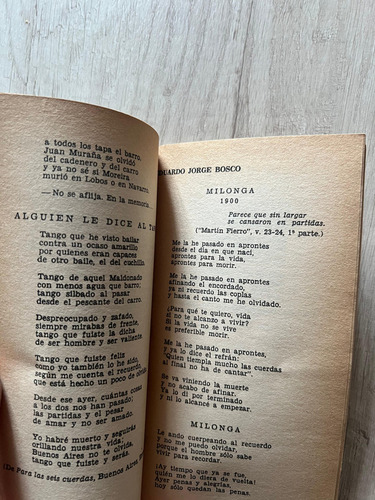 a todos los tapa el barro.
Juan Muraña se olvidó
del cadenero y del carro
y ya no sé si Moreira
murió en Lobos o en Navarro.
—No se aflija. En la memoria
ALGUIEN LE DICE AL
Tango que he visto bailar
contra un ocaso amarillo
por quienes eran capaces
de otro baile, el del cuchillo.
Tango de aquel Maldonado
con menos agua que barro,
tango silbado al pasar
desde el pescante del carro.
Despreocupado y zafado,
siempre mirabas de frente,
tango que fuiste la dicha
de ser hombre y ser valiente.
Tango que fuiste feliz
como yo también lo he sido,
según me cuenta el recuerdo,
que está hecho un poco de
Desde ese ayer, cuántas cosas
a los dos nos han pasado;
las partidas y el pesar
de amar y no ser amado.
Yo habré muerto y seguirás
orillando nuestra vida;
Buenos Aires no te olvida,
tango que fuiste y serás.
(De Para las seis cuerdas, Buenos Aires
EDUARDO JORGE BOSCO
MILONGA
1900
Parece que sin largar
se cansaron en partidas.
("Martín Fierro", v. 23-24, 1ª parte.)
Me la he pasado en aprontes
desde el día en que nací,
aprontes para la vida
aprontes para morir.
Me la he pasado en aprontes
afinando el encordado,
ya ni recuerdo las coplas
y hasta el canto me he olvidado.
¿Para qué te quiero, vida
si no te alcanzo a vivir?
Si la vida no se vive
es preferible morir.
Me la he pasado en aprontes,
y ya lo dice el refrán:
"Quien tiempla mucho las cuerdas
al final no ha de cantar".
Se va viniendo la muerte
y no acabo de afinar.
Ya lo di por terminado
y ni lo alcancé a empezar.
MILONGA
Le ando cuerpeando al recuerdo
y no me puedo olvidar,
porque el hombre sólo sabe
vivir para recordar.
¡Ay tiempo que ya se fue,
quién me lo diera de vuelta!
Ayer penas y alegrías,
hoy sólo quedan las penas.